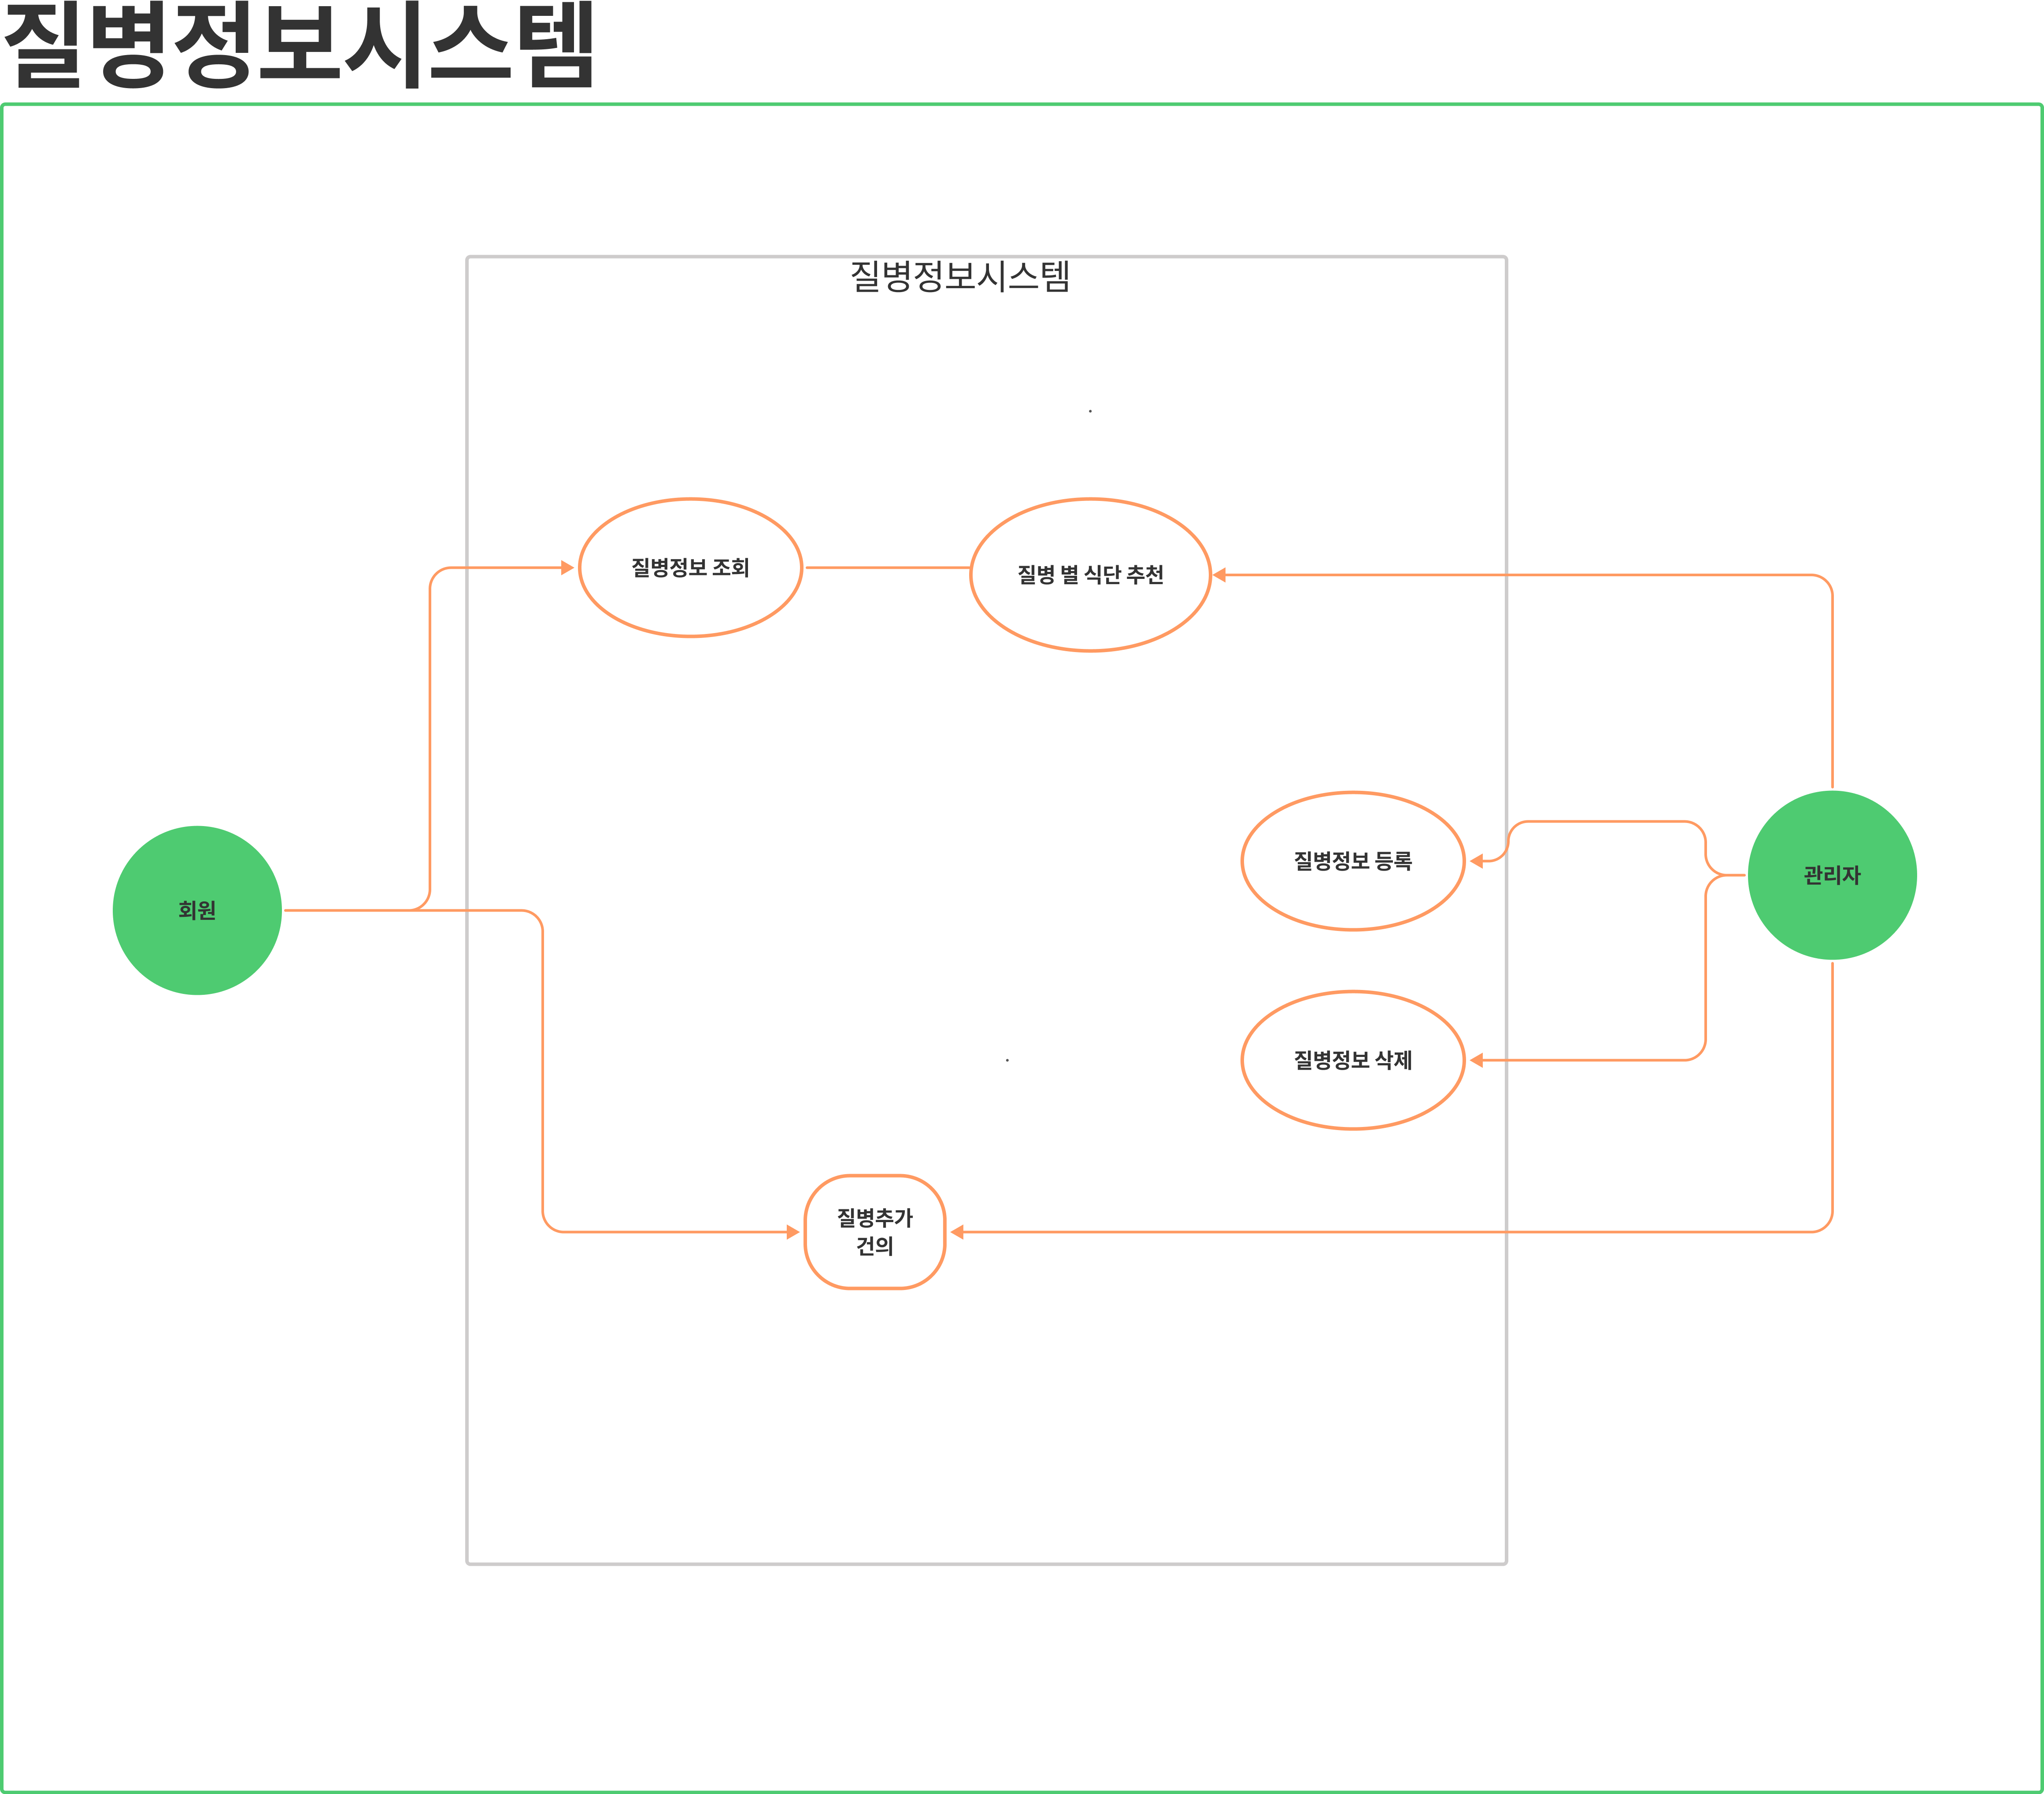 질병정보시스템
질병정보시스템
질병정보 조회
질병 별 식단 추천
질병정보 등록
관리자
회원
질병정보 삭제
질병추가
건의